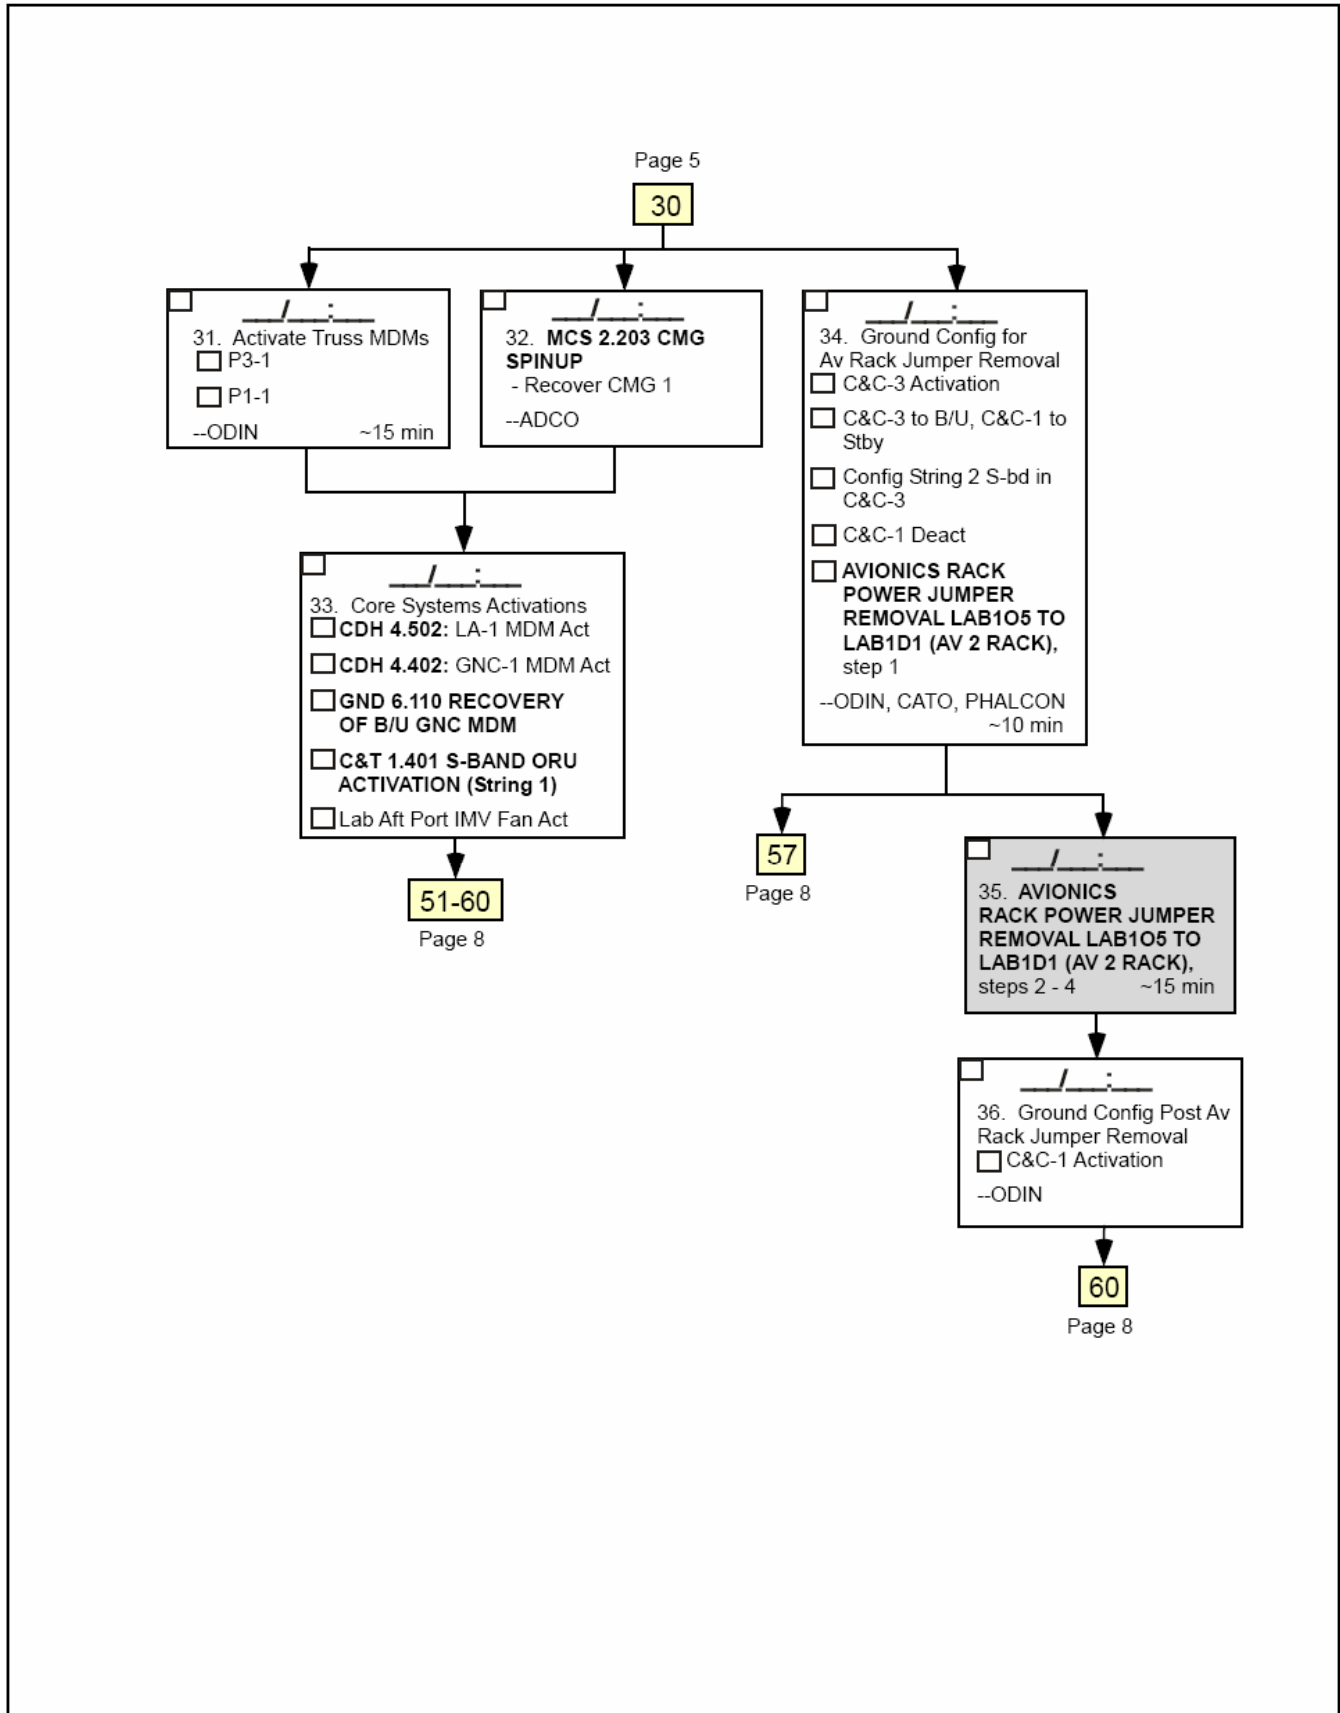 Page 5
30
___/___:___
31. Activate Truss MDMs
P3-1
P1-1
--ODIN ~15 min
___/___:___
32. MCS 2.203 CMG
SPINUP
- Recover CMG 1
--ADCO
___/___:___
34. Ground Config for
Av Rack Jumper Removal
C&C-3 Activation
C&C-3 to B/U, C&C-1 to
Stby
Config String 2 S-bd in
C&C-3
C&C-1 Deact
AVIONICS RACK
POWER JUMPER
REMOVAL LAB1O5 TO
LAB1D1 (AV 2 RACK),
step 1
--ODIN, CATO, PHALCON
~10 min
___/___:___
33. Core Systems Activations
CDH 4.502: LA-1 MDM Act
CDH 4.402: GNC-1 MDM Act
GND 6.110 RECOVERY
OF B/U GNC MDM
C&T 1.401 S-BAND ORU
ACTIVATION (String 1)
Lab Aft Port IMV Fan Act
51-60
Page 8
57
Page 8
___/___:___
35. AVIONICS
RACK POWER JUMPER
REMOVAL LAB1O5 TO
LAB1D1 (AV 2 RACK),
steps 2 - 4 ~15 min
___/___:___
36. Ground Config Post Av
Rack Jumper Removal
C&C-1 Activation
--ODIN
60
Page 8